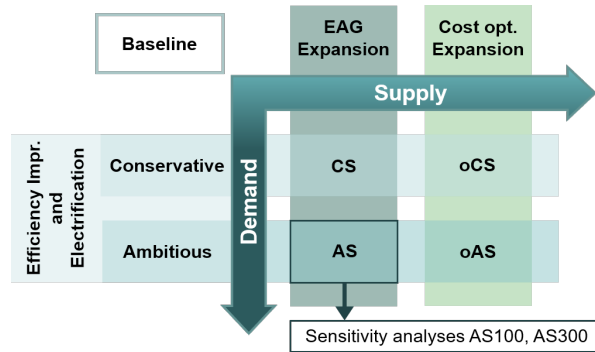 Baseline
EAG
Expansion
Cost opt.
Expansion
Supply
Demand
Efficiency Impr.
and
Electrification
Conservative
CS
oCS
Ambitious
AS
oAS
Sensitivity analyses AS100, AS300